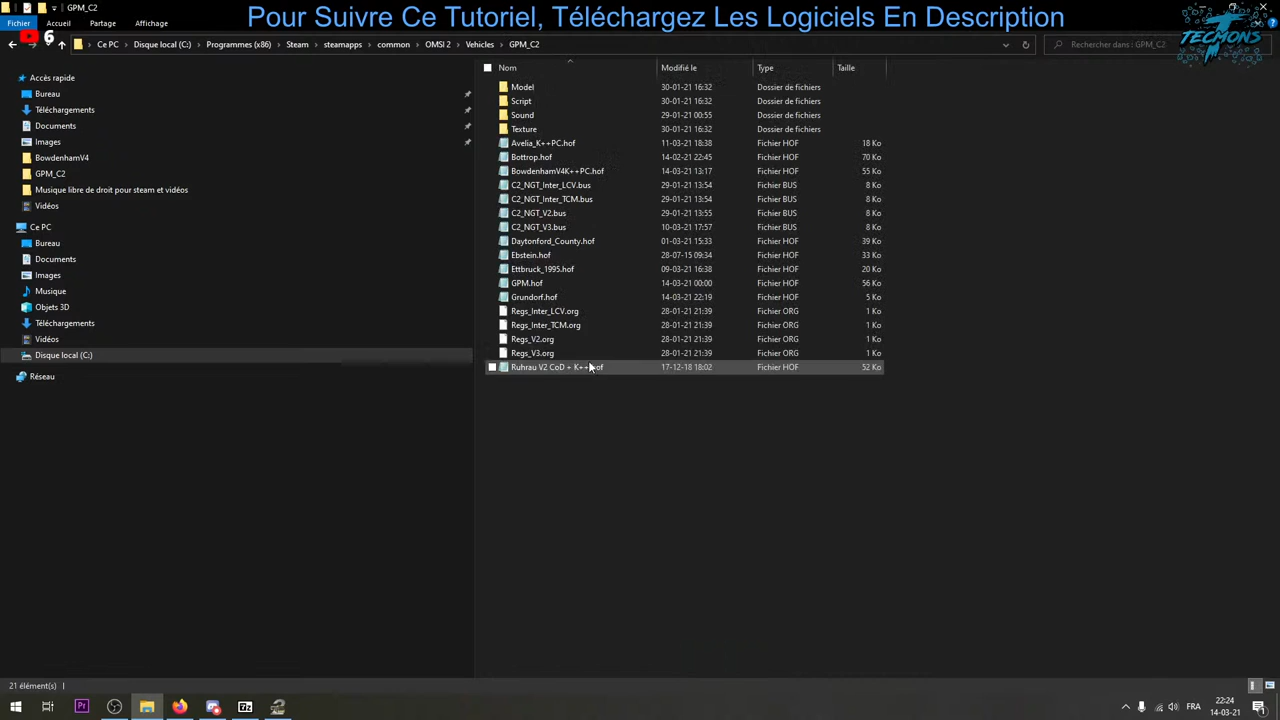 GPM_C2
Pour Suivre Ce Tutoriel, Téléchargez Les Logiciels En Description
Fichier Accueil Partage Affichage
6
Ce PC Disque local (C:) Programmes (x86) Steam steamapps common OMSI 2 Vehicles GPM_C2
Rechercher dans : GPM_C2
TECMONS
Accès rapide
Bureau
Téléchargements
Documents
Images
BowdenhamV4
GPM_C2
Musique libre de droit pour steam et vidéos
Vidéos
Ce PC
Bureau
Documents
Images
Musique
Objets 3D
Téléchargements
Vidéos
Disque local (C:)
Réseau
Nom Modifié le Type Taille
Model 30-01-21 16:32 Dossier de fichiers
Script 30-01-21 16:32 Dossier de fichiers
Sound 29-01-21 00:55 Dossier de fichiers
Texture 30-01-21 16:32 Dossier de fichiers
Avelia_K++PC.hof 11-03-21 18:38 Fichier HOF 18 Ko
Bottrop.hof 14-02-21 22:45 Fichier HOF 70 Ko
BowdenhamV4K++PC.hof 14-03-21 13:17 Fichier HOF 55 Ko
C2_NGT_Inter_LCV.bus 29-01-21 13:54 Fichier BUS 8 Ko
C2_NGT_Inter_TCM.bus 29-01-21 13:54 Fichier BUS 8 Ko
C2_NGT_V2.bus 29-01-21 13:55 Fichier BUS 8 Ko
C2_NGT_V3.bus 10-03-21 17:57 Fichier BUS 8 Ko
Daytonford_County.hof 01-03-21 15:33 Fichier HOF 39 Ko
Ebstein.hof 28-07-15 09:34 Fichier HOF 33 Ko
Ettbruck_1995.hof 09-03-21 16:38 Fichier HOF 20 Ko
GPM.hof 14-03-21 00:00 Fichier HOF 56 Ko
Grundorf.hof 14-03-21 22:19 Fichier HOF 5 Ko
Regs_Inter_LCV.org 28-01-21 21:39 Fichier ORG 1 Ko
Regs_Inter_TCM.org 28-01-21 21:39 Fichier ORG 1 Ko
Regs_V2.org 28-01-21 21:39 Fichier ORG 1 Ko
Regs_V3.org 28-01-21 21:39 Fichier ORG 1 Ko
Ruhrau V2 CoD + K++.hof 17-12-18 18:02 Fichier HOF 52 Ko
21 élément(s)
Pr
7z
FRA
22:24
14-03-21
1